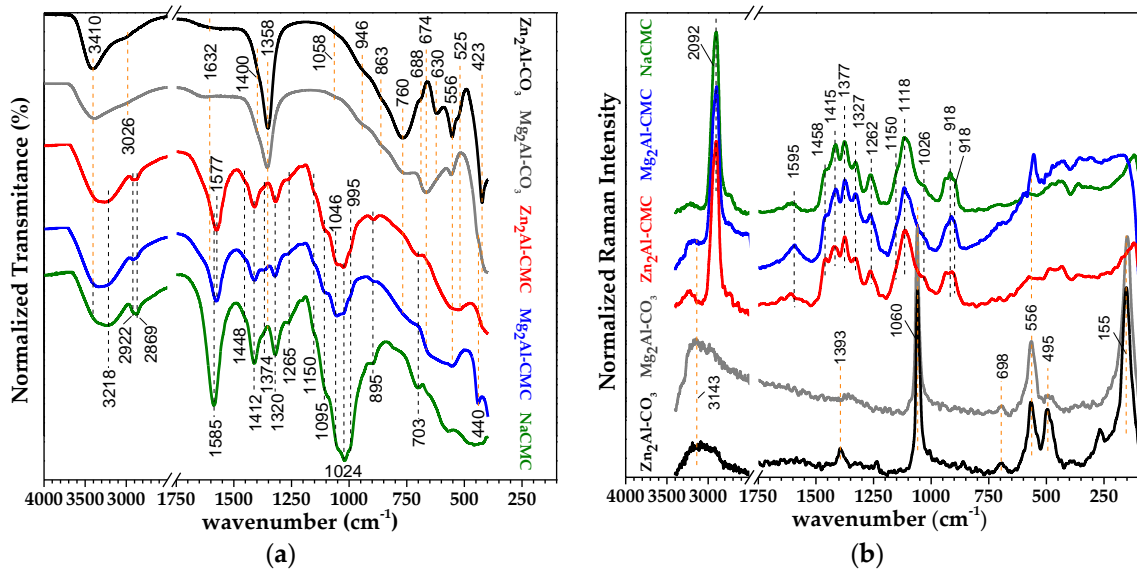 Normalized Transmitance (%)
3410
3026
3218
2922
2869
1632
1577
1585
1400
1358
1448
1412
1374
1320
1265
1150
1095
1058
1046
1024
995
946
895
863
760
703
688
674
630
556
525
440
423
Zn2Al-CO3
Mg2Al-CO3
Zn2Al-CMC
Mg2Al-CMC
NaCMC
4000 3500 3000 1750 1500 1250 1000 750 500 250
wavenumber (cm-1)
(a)
Normalized Raman Intensity
NaCMC
Mg2Al-CMC
Zn2Al-CMC
Mg2Al-CO3
Zn2Al-CO3
2092
3143
1595
1458
1415
1377
1327
1262
1150
1118
1026
918
918
1393
1060
698
556
495
155
4000 3500 3000 1750 1500 1250 1000 750 500 250
wavenumber (cm-1)
(b)